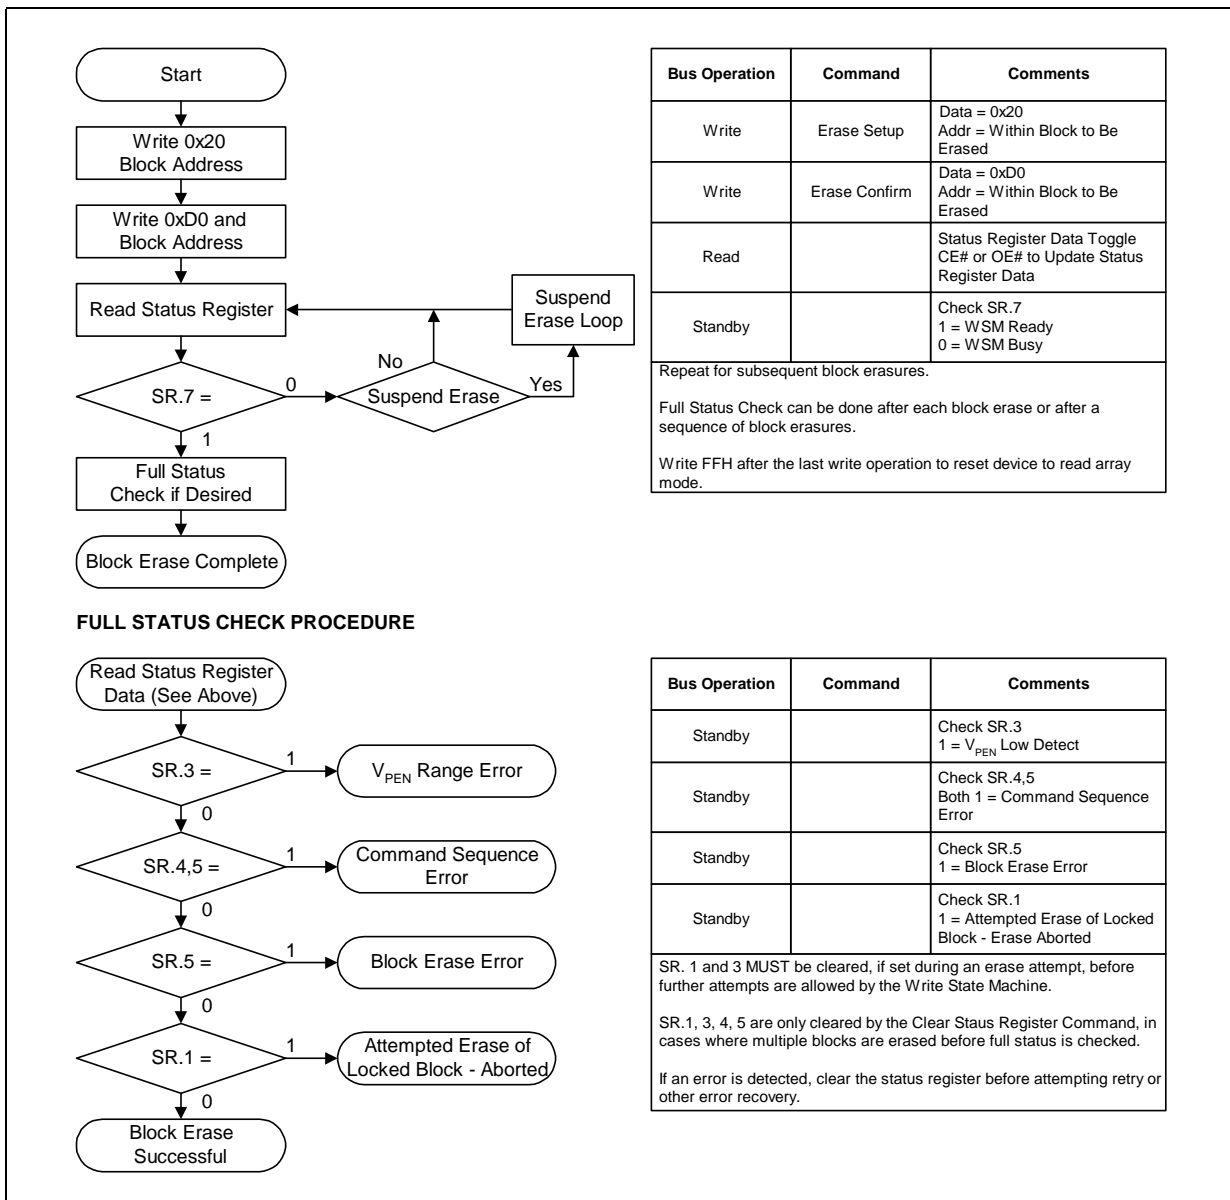 Start
Write 0x20
Block Address
Write 0xD0 and
Block Address
Read Status Register
Suspend
Erase Loop
No
Yes
SR.7 =
0
Suspend Erase
1
Full Status
Check if Desired
Block Erase Complete
Bus Operation Command Comments
Write Erase Setup Data = 0x20
Addr = Within Block to Be
Erased
Write Erase Confirm Data = 0xD0
Addr = Within Block to Be
Erased
Read Status Register Data Toggle
CE# or OE# to Update Status
Register Data
Standby Check SR.7
1 = WSM Ready
0 = WSM Busy
Repeat for subsequent block erasures.
Full Status Check can be done after each block erase or after a
sequence of block erasures.
Write FFH after the last write operation to reset device to read array
mode.
FULL STATUS CHECK PROCEDURE
Read Status Register
Data (See Above)
SR.3 =
1
VPEN Range Error
0
SR.4,5 =
1
Command Sequence
Error
0
SR.5 =
1
Block Erase Error
0
SR.1 =
1
Attempted Erase of
Locked Block - Aborted
0
Block Erase
Successful
Bus Operation Command Comments
Standby Check SR.3
1 = VPEN Low Detect
Standby Check SR.4,5
Both 1 = Command Sequence
Error
Standby Check SR.5
1 = Block Erase Error
Standby Check SR.1
1 = Attempted Erase of Locked
Block - Erase Aborted
SR. 1 and 3 MUST be cleared, if set during an erase attempt, before
further attempts are allowed by the Write State Machine.
SR.1, 3, 4, 5 are only cleared by the Clear Staus Register Command, in
cases where multiple blocks are erased before full status is checked.
If an error is detected, clear the status register before attempting retry or
other error recovery.